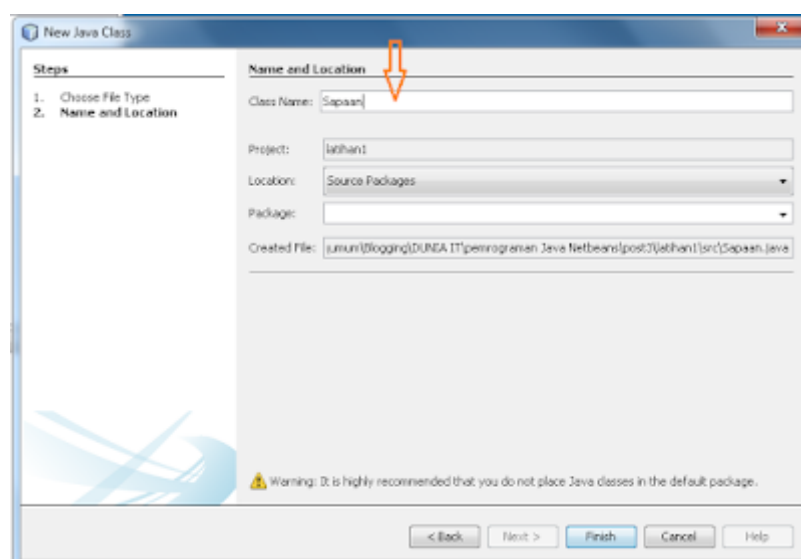 New Java Class
Steps
1. Choose File Type
2. Name and Location
Name and Location
Class Name: Sapaan
Project: latihan1
Location: Source Packages
Package:
Created File: umum\Blogging\DUNIA IT\pemrograman Java Netbeans\post3\latihan1\src\Sapaan.java
Warning: It is highly recommended that you do not place Java classes in the default package.
< Back Next > Finish Cancel Help